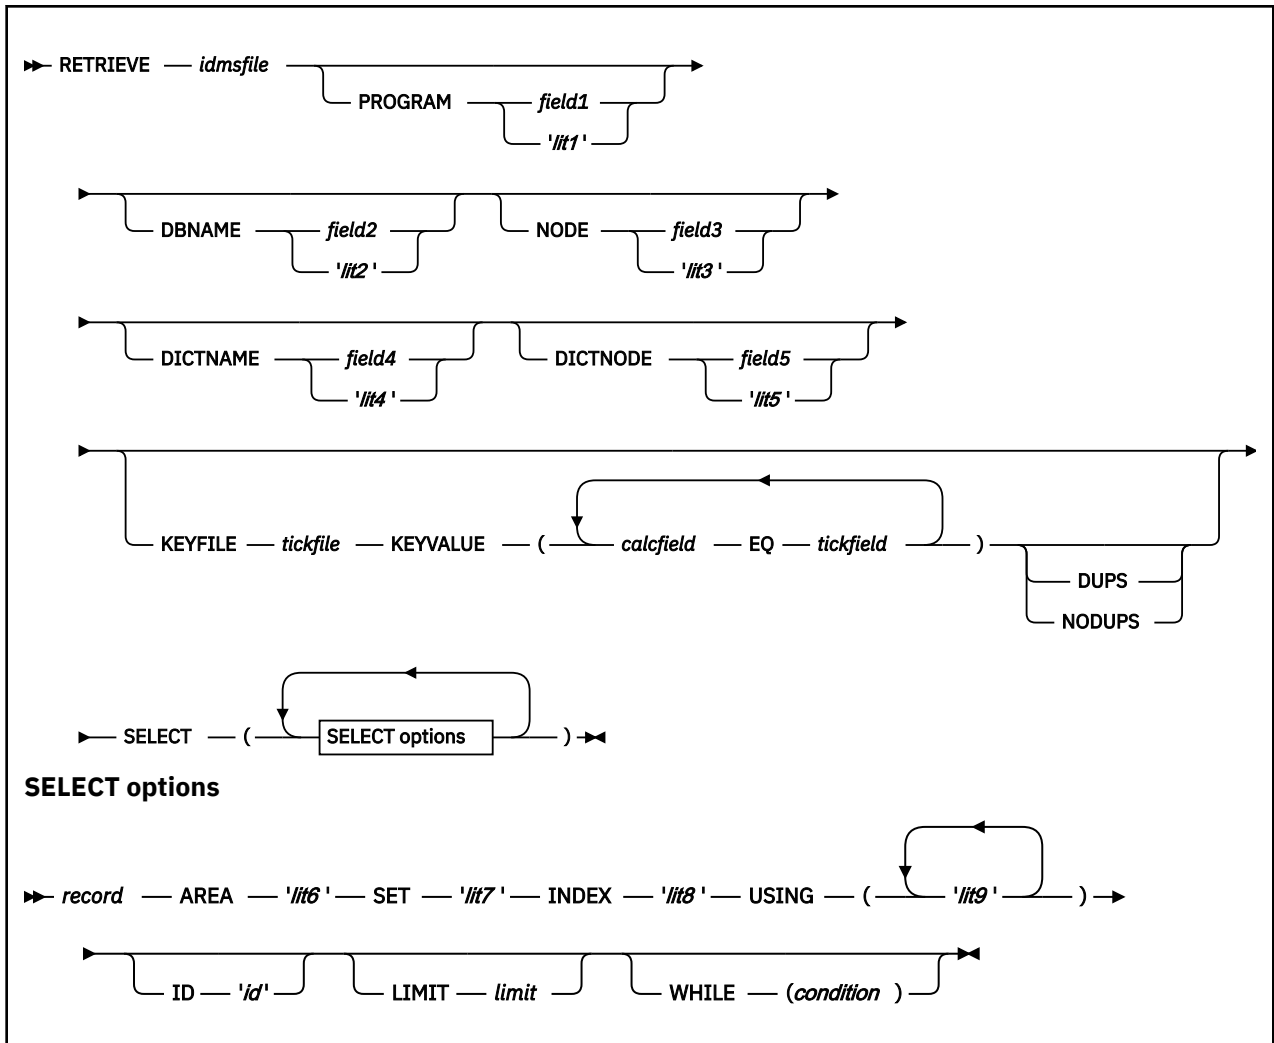 RETRIEVE idmsfile
PROGRAM field1
'lit1'
DBNAME field2 NODE field3
'lit2' 'lit3'
DICTNAME field4 DICTNODE field5
'lit4' 'lit5'
KEYFILE tickfile KEYVALUE ( calcfield EQ tickfield )
DUPS
NODUPS
SELECT ( SELECT options )
SELECT options
record AREA 'lit6' SET 'lit7' INDEX 'lit8' USING ( 'lit9' )
ID 'id' LIMIT limit WHILE (condition )